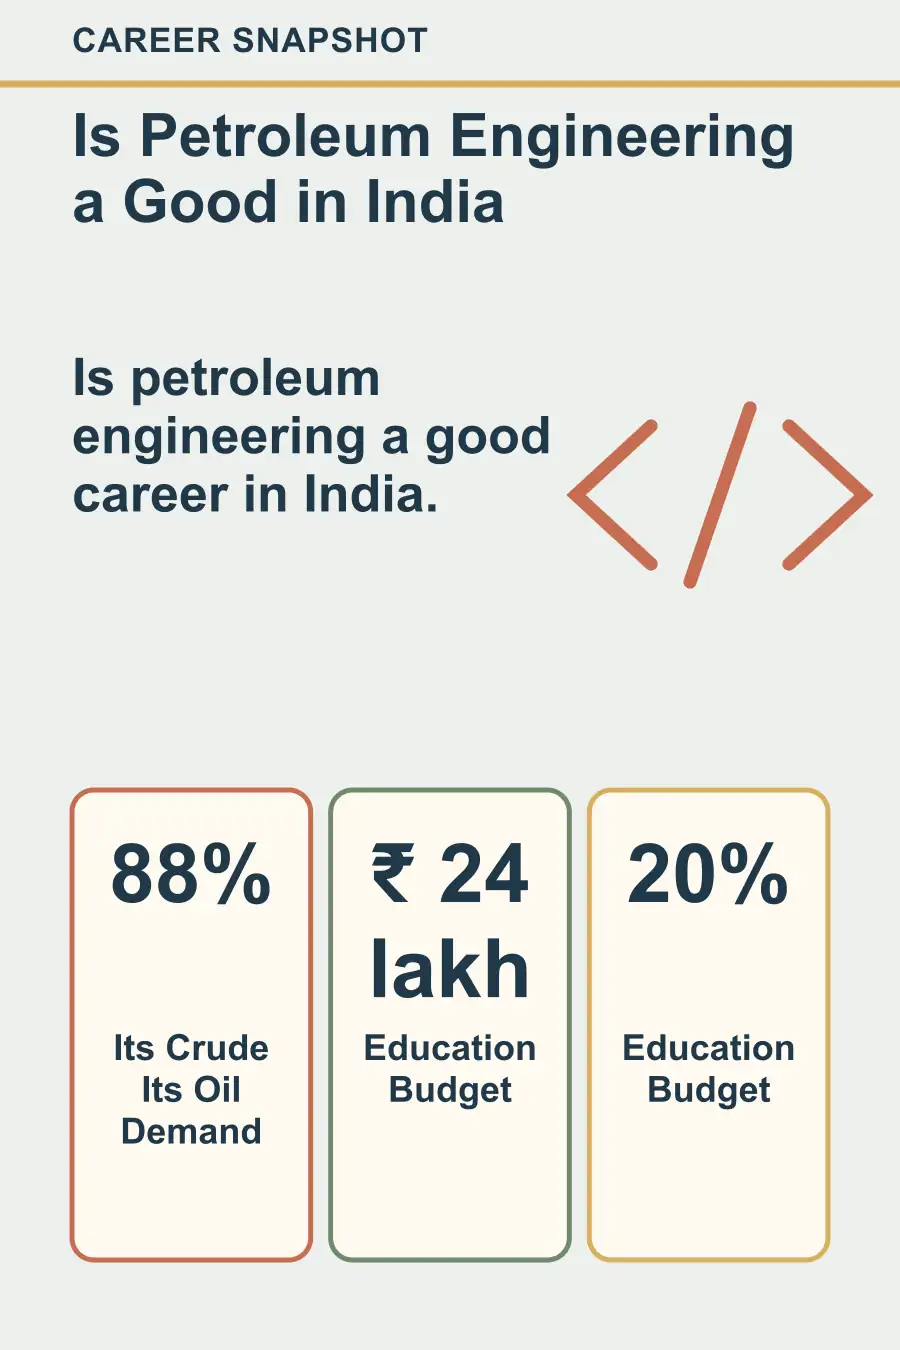 CAREER SNAPSHOT
Is Petroleum Engineering
a Good in India
Is petroleum
engineering a good
career in India.
88%
Its Crude
Its Oil
Demand
₹ 24
lakh
Education
Budget
20%
Education
Budget